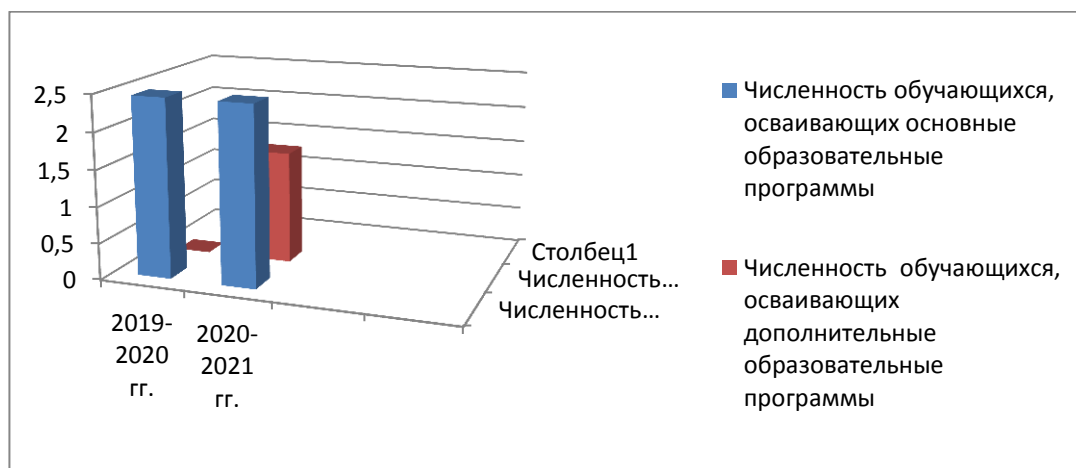 2,5
2
1,5
1
0,5
0
2019-
2020
гг.
2020-
2021
гг.
Столбец1
Численность…
Численность…
Численность обучающихся,
осваивающих основные
образовательные
программы
Численность обучающихся,
осваивающих
дополнительные
образовательные
программы